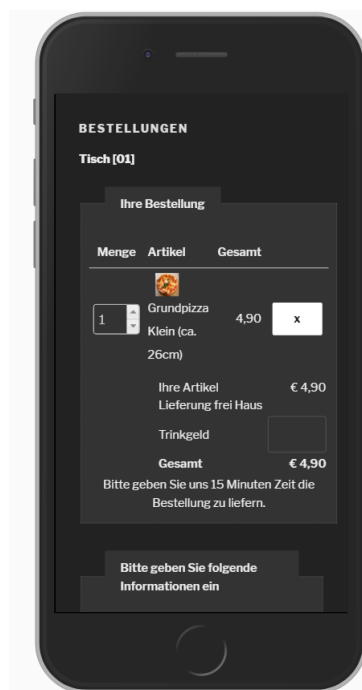 BESTELLUNGEN
Tisch [01]
Ihre Bestellung
Menge Artikel Gesamt
1 Grundpizza Klein (ca. 26cm) 4,90 x
Ihre Artikel € 4,90
Lieferung frei Haus
Trinkgeld
Gesamt € 4,90
Bitte geben Sie uns 15 Minuten Zeit die
Bestellung zu liefern.
Bitte geben Sie folgende
Informationen ein